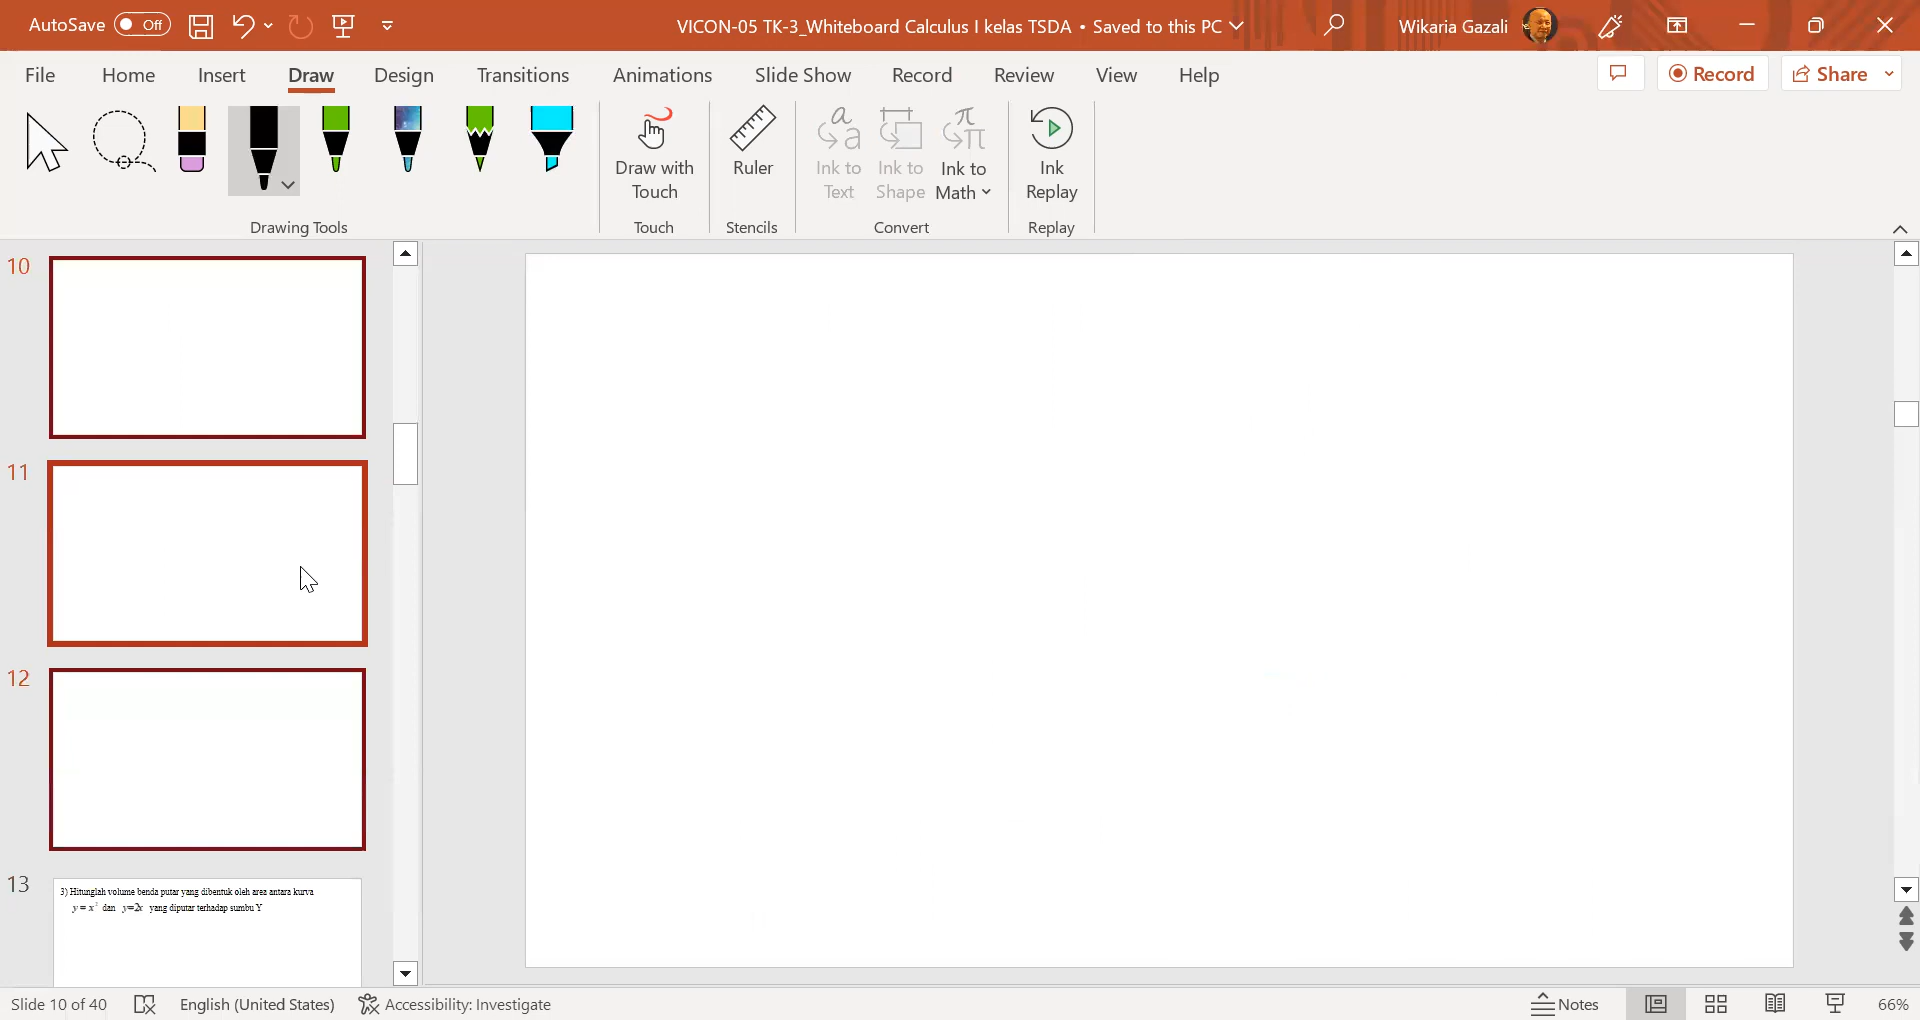 AutoSave Off
VICON-05 TK-3_Whiteboard Calculus I kelas TSDA • Saved to this PC
Wikaria Gazali
File Home Insert Draw Design Transitions Animations Slide Show Record Review View Help
Record Share
Draw with Touch
Ruler
Ink to Text
Ink to Shape
Ink to Math
Ink Replay
Drawing Tools Touch Stencils Convert Replay
10
11
12
13
3) Hitunglah volume benda putar yang dibentuk oleh area antara kurva
y = x² dan y=2x yang diputar terhadap sumbu Y
Slide 10 of 40 English (United States) Accessibility: Investigate Notes 66%